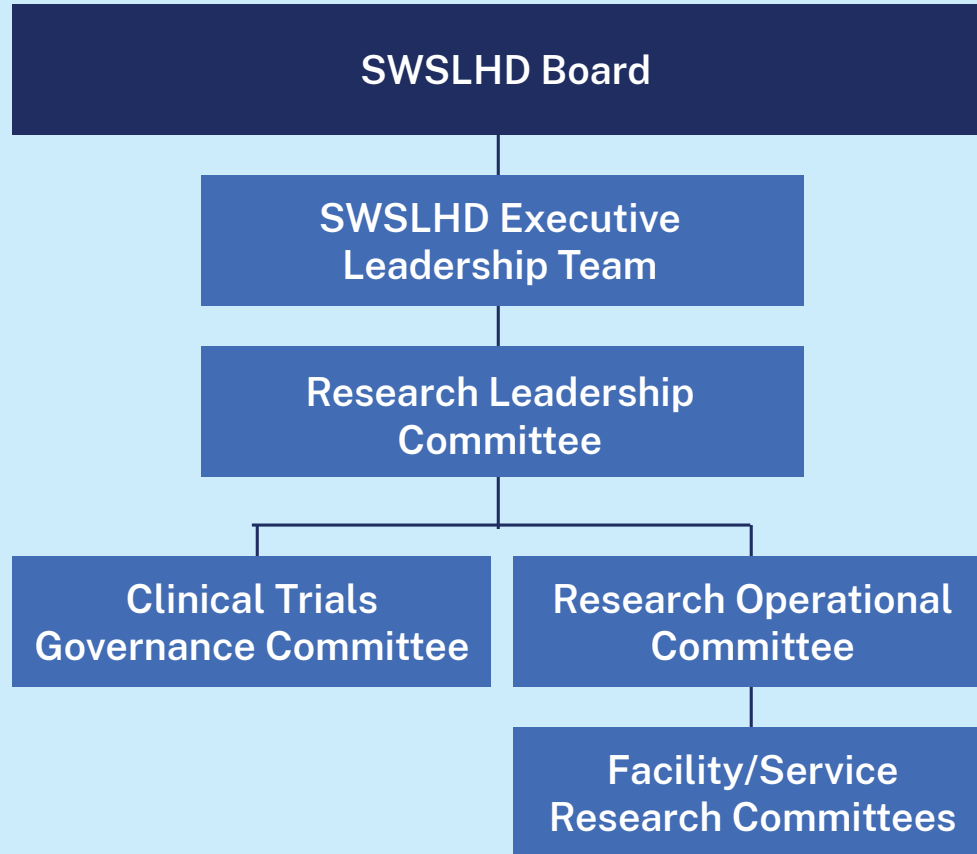 SWSLHD Board
SWSLHD Executive
Leadership Team
Research Leadership
Committee
Clinical Trials
Governance Committee
Research Operational
Committee
Facility/Service
Research Committees